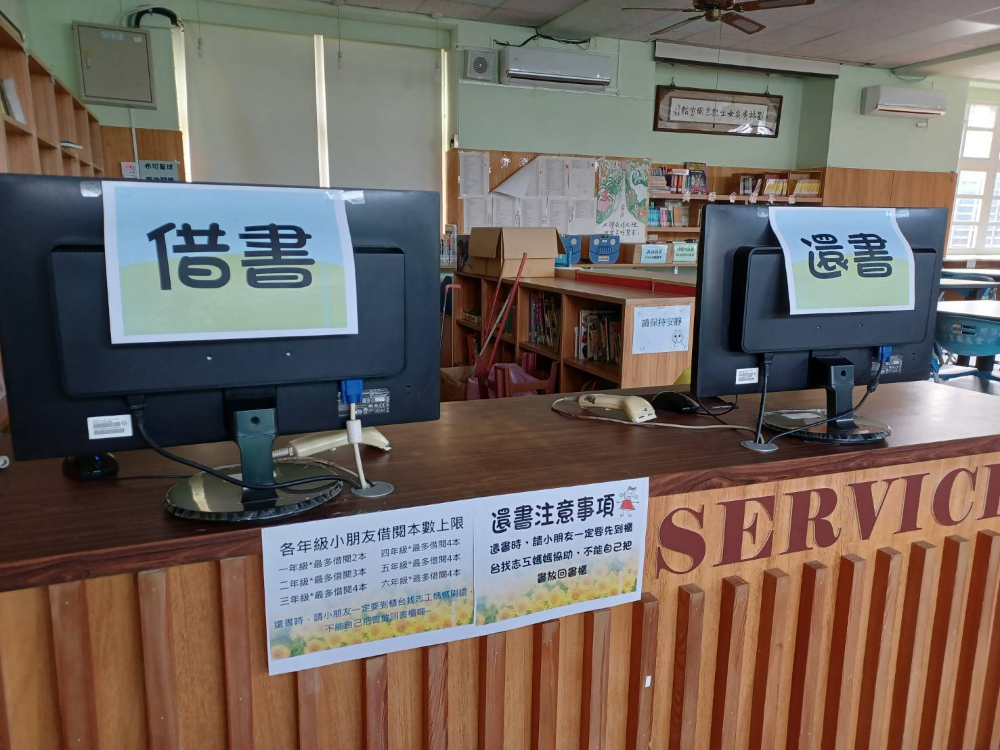 布可星球
借書
還書
請保持安靜
各年級小朋友借閱本數上限
一年級*最多借閱2本
二年級*最多借閱3本
三年級*最多借閱4本
四年級*最多借閱4本
五年級*最多借閱4本
六年級*最多借閱4本
還書時，請小朋友一定要到櫃台找志工媽媽刷還，
不能自己把書放回書櫃喔~
還書注意事項
還書時，請小朋友一定要先到櫃
台找志工媽媽協助，不能自己把
書放回書櫃
SERVICE